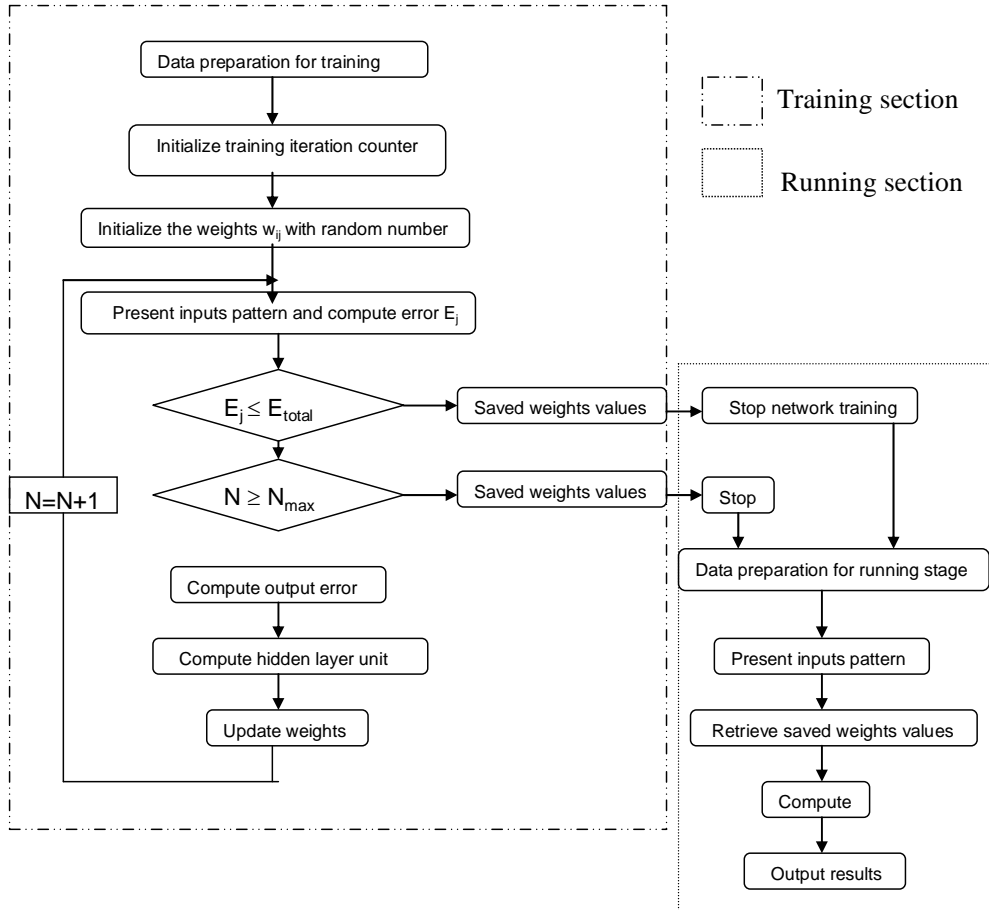 Data preparation for training
Initialize training iteration counter
Initialize the weights wij with random number
Present inputs pattern and compute error Ej
Ej ≤ Etotal
Saved weights values
N ≥ Nmax
Saved weights values
N=N+1
Compute output error
Compute hidden layer unit
Update weights
Training section
Running section
Stop network training
Stop
Data preparation for running stage
Present inputs pattern
Retrieve saved weights values
Compute
Output results